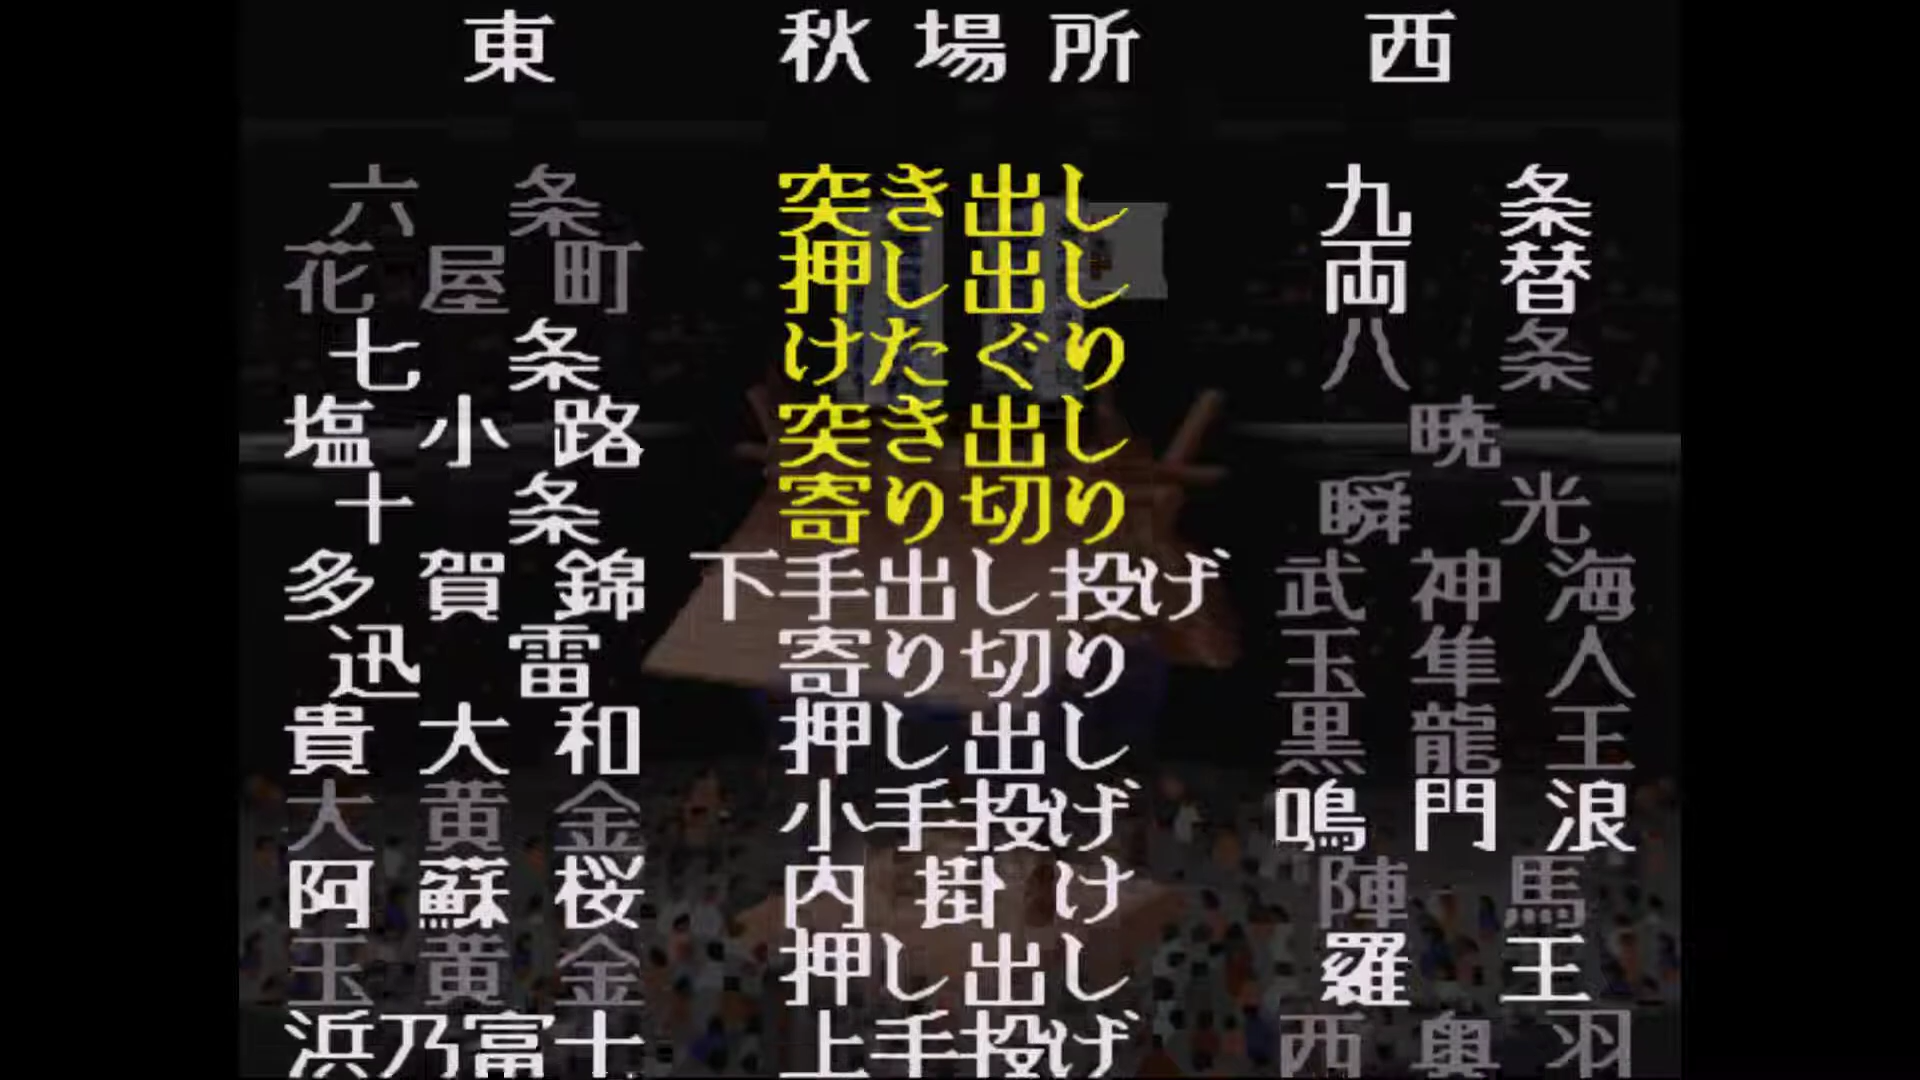 東 秋場所 西
六条 突き出し 九条
花屋町 押し出し 両替
七条 けたぐり 八条
塩小路 突き出し 暁
十条 寄り切り 瞬光
多賀錦 下手出し投げ 武神海
迅雷 寄り切り 玉隼人
貴大和 押し出し 黒龍王
大黄金 小手投げ 鳴門浪
阿蘇桜 内掛け 陣馬
玉黄金 押し出し 羅王
浜乃富士 上手投げ 西奥羽